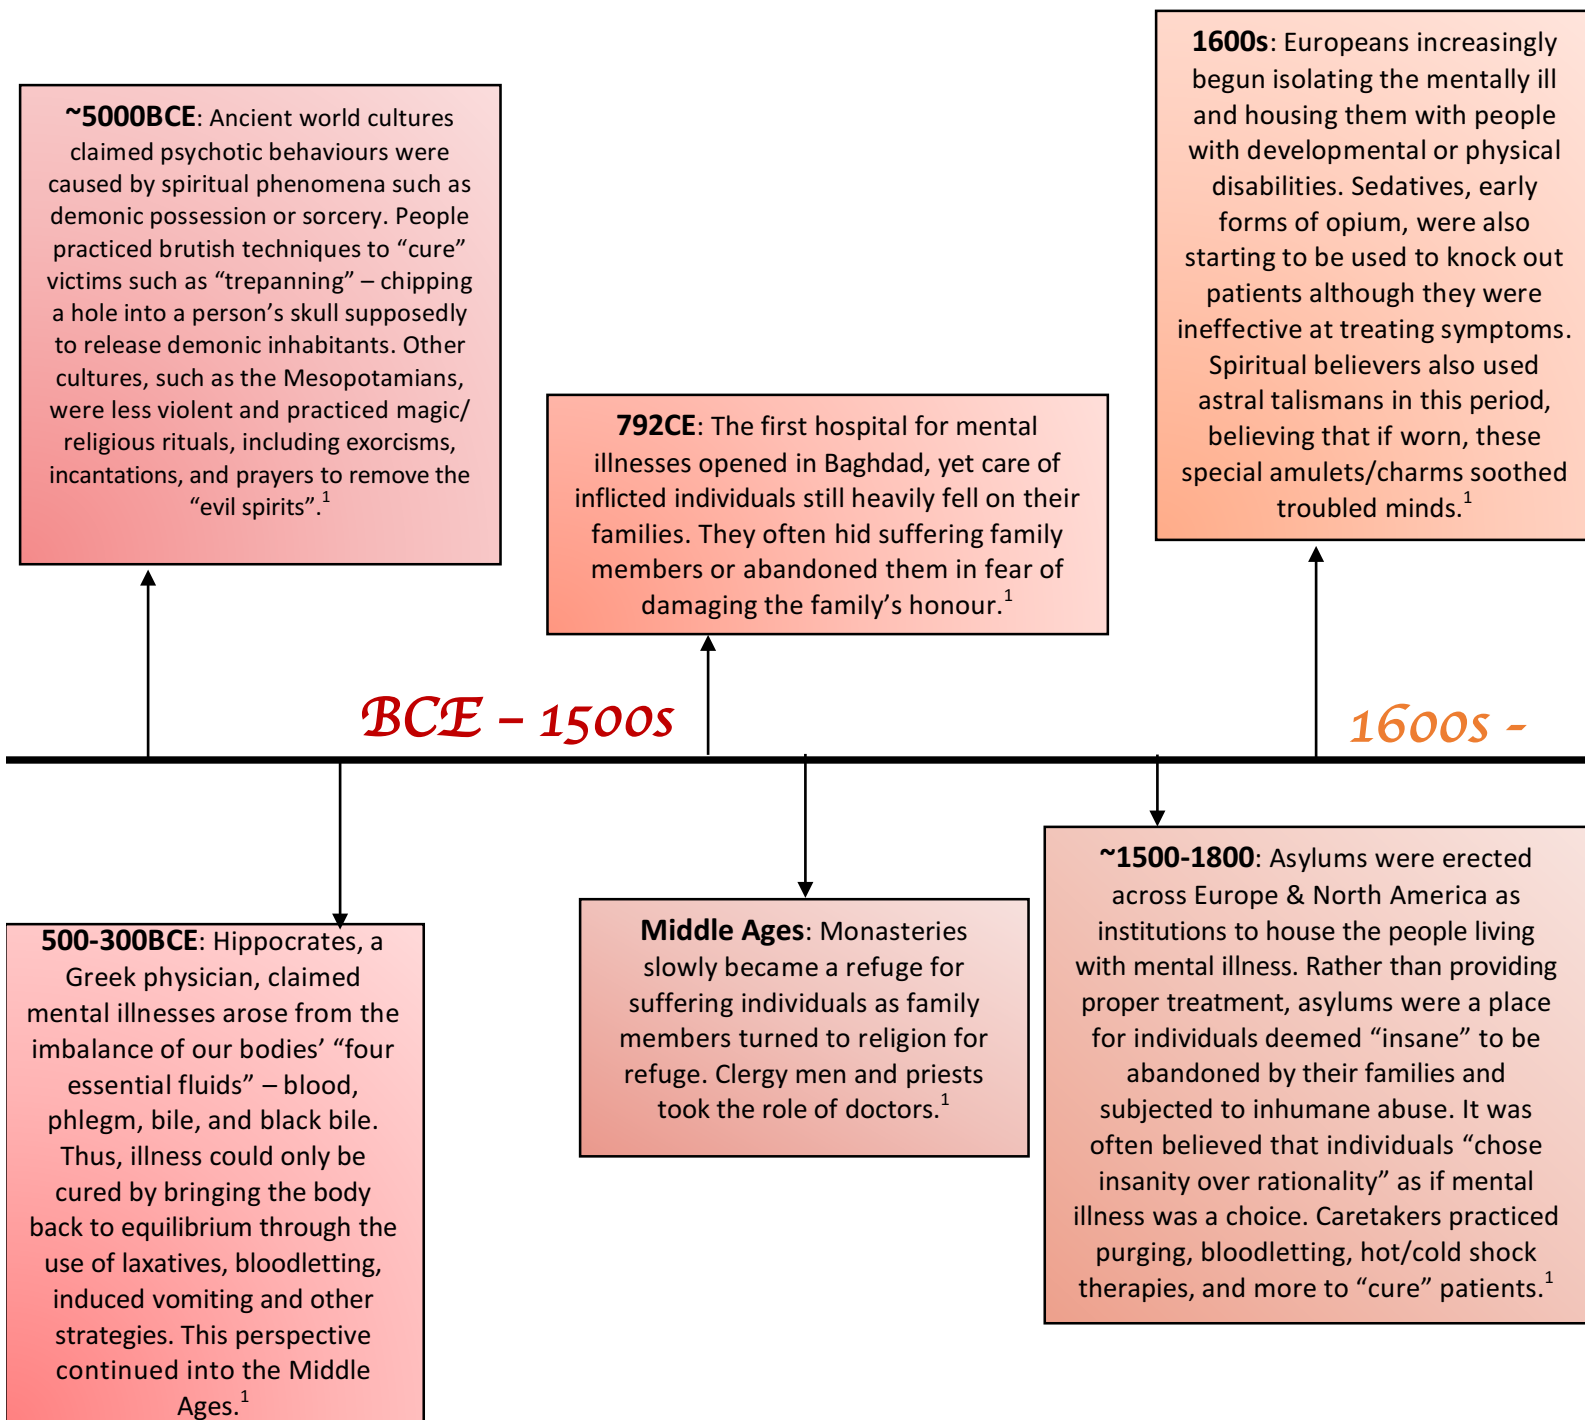 ~5000BCE: Ancient world cultures
claimed psychotic behaviours were
caused by spiritual phenomena such as
demonic possession or sorcery. People
practiced brutish techniques to “cure”
victims such as “trepanning” – chipping
a hole into a person’s skull supposedly
to release demonic inhabitants. Other
cultures, such as the Mesopotamians,
were less violent and practiced magic/
religious rituals, including exorcisms,
incantations, and prayers to remove the
“evil spirits”.1
792CE: The first hospital for mental
illnesses opened in Baghdad, yet care of
inflicted individuals still heavily fell on their
families. They often hid suffering family
members or abandoned them in fear of
damaging the family’s honour.1
1600s: Europeans increasingly
begun isolating the mentally ill
and housing them with people
with developmental or physical
disabilities. Sedatives, early
forms of opium, were also
starting to be used to knock out
patients although they were
ineffective at treating symptoms.
Spiritual believers also used
astral talismans in this period,
believing that if worn, these
special amulets/charms soothed
troubled minds.1
BCE – 1500s
1600s -
500-300BCE: Hippocrates, a
Greek physician, claimed
mental illnesses arose from the
imbalance of our bodies’ “four
essential fluids” – blood,
phlegm, bile, and black bile.
Thus, illness could only be
cured by bringing the body
back to equilibrium through the
use of laxatives, bloodletting,
induced vomiting and other
strategies. This perspective
continued into the Middle
Ages.1
Middle Ages: Monasteries
slowly became a refuge for
suffering individuals as family
members turned to religion for
refuge. Clergy men and priests
took the role of doctors.1
~1500-1800: Asylums were erected
across Europe & North America as
institutions to house the people living
with mental illness. Rather than providing
proper treatment, asylums were a place
for individuals deemed “insane” to be
abandoned by their families and
subjected to inhumane abuse. It was
often believed that individuals “chose
insanity over rationality” as if mental
illness was a choice. Caretakers practiced
purging, bloodletting, hot/cold shock
therapies, and more to “cure” patients.1